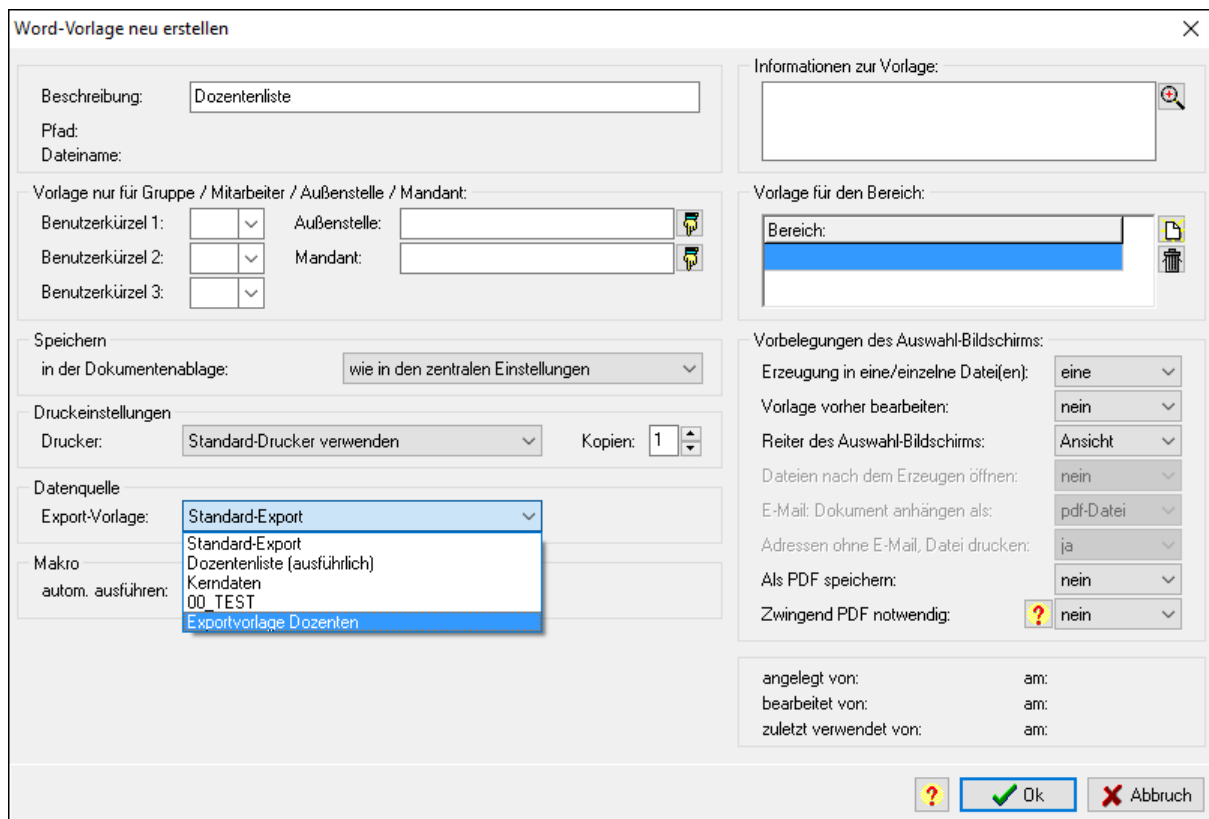 Word-Vorlage neu erstellen
Beschreibung: Dozentenliste
Pfad:
Dateiname:
Vorlage nur für Gruppe / Mitarbeiter / Außenstelle / Mandant:
Benutzerkürzel 1: Außenstelle:
Benutzerkürzel 2: Mandant:
Benutzerkürzel 3:
Speichern
in der Dokumentenablage: wie in den zentralen Einstellungen
Druckeinstellungen
Drucker: Standard-Drucker verwenden Kopien: 1
Datenquelle
Export-Vorlage: Standard-Export
Standard-Export
Dozentenliste (ausführlich)
Kerndaten
00_TEST
Exportvorlage Dozenten
Makro
autom. ausführen:
Informationen zur Vorlage:
Vorlage für den Bereich:
Bereich:
Vorbelegungen des Auswahl-Bildschirms:
Erzeugung in eine/einzelne Datei(en): eine
Vorlage vorher bearbeiten: nein
Reiter des Auswahl-Bildschirms: Ansicht
Dateien nach dem Erzeugen öffnen: nein
E-Mail: Dokument anhängen als: pdf-Datei
Adressen ohne E-Mail, Datei drucken: ja
Als PDF speichern: nein
Zwingend PDF notwendig: ? nein
angelegt von: am:
bearbeitet von: am:
zuletzt verwendet von: am:
? Ok Abbruch